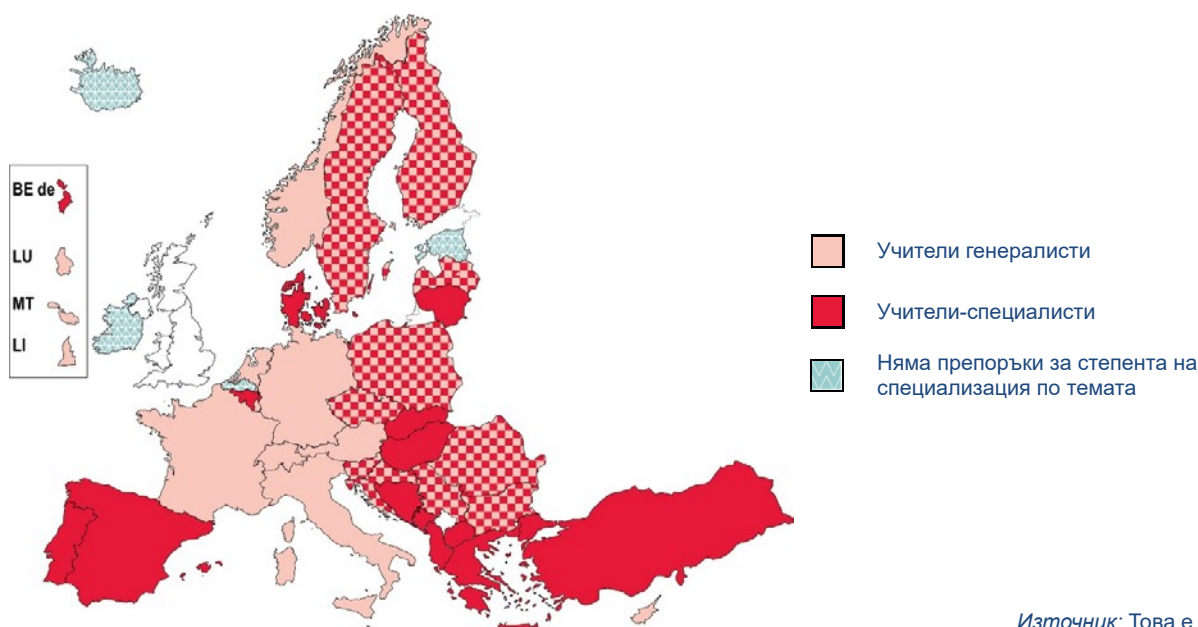 BE de
LU
MT
LI
Учители генералисти
Учители-специалисти
Няма препоръки за степента на
специализация по темата
Източник: Това е